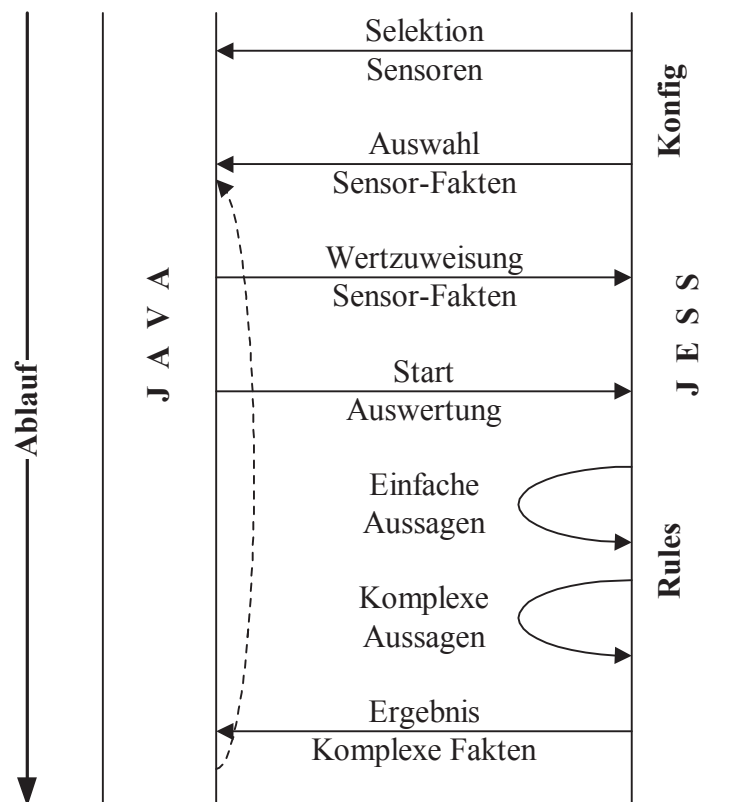 Selektion
Sensoren
Konfig
Auswahl
Sensor-Fakten
Wertzuweisung
Sensor-Fakten
J A V A
J E S S
Ablauf
Start
Auswertung
Einfache
Aussagen
Rules
Komplexe
Aussagen
Ergebnis
Komplexe Fakten